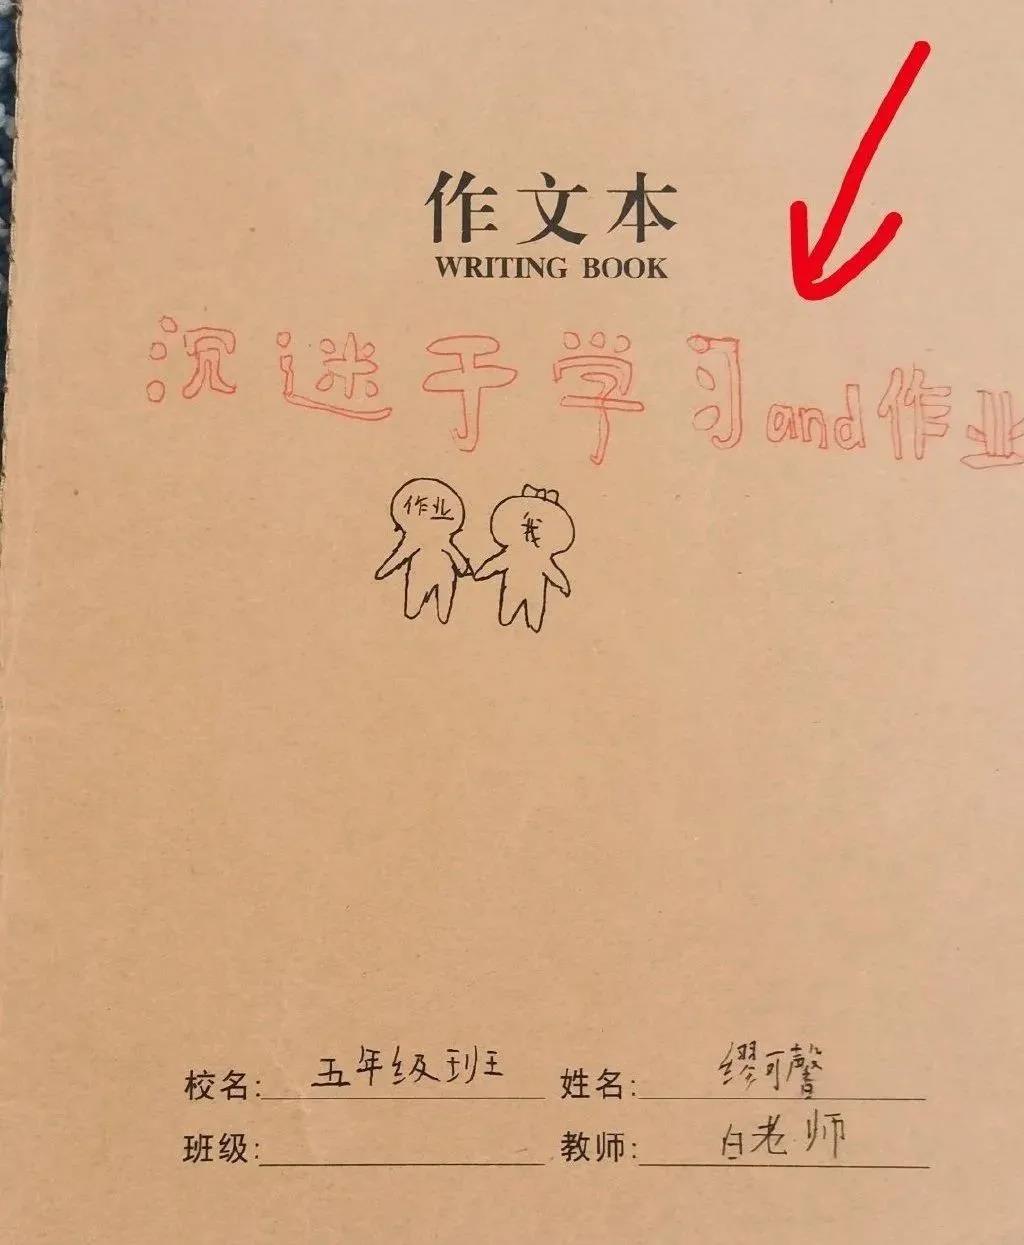 作文本
WRITING BOOK
沉迷于学习and作业
作业
我
校名: 五年级班
姓名: 缪可馨
班级:
教师: 白老师